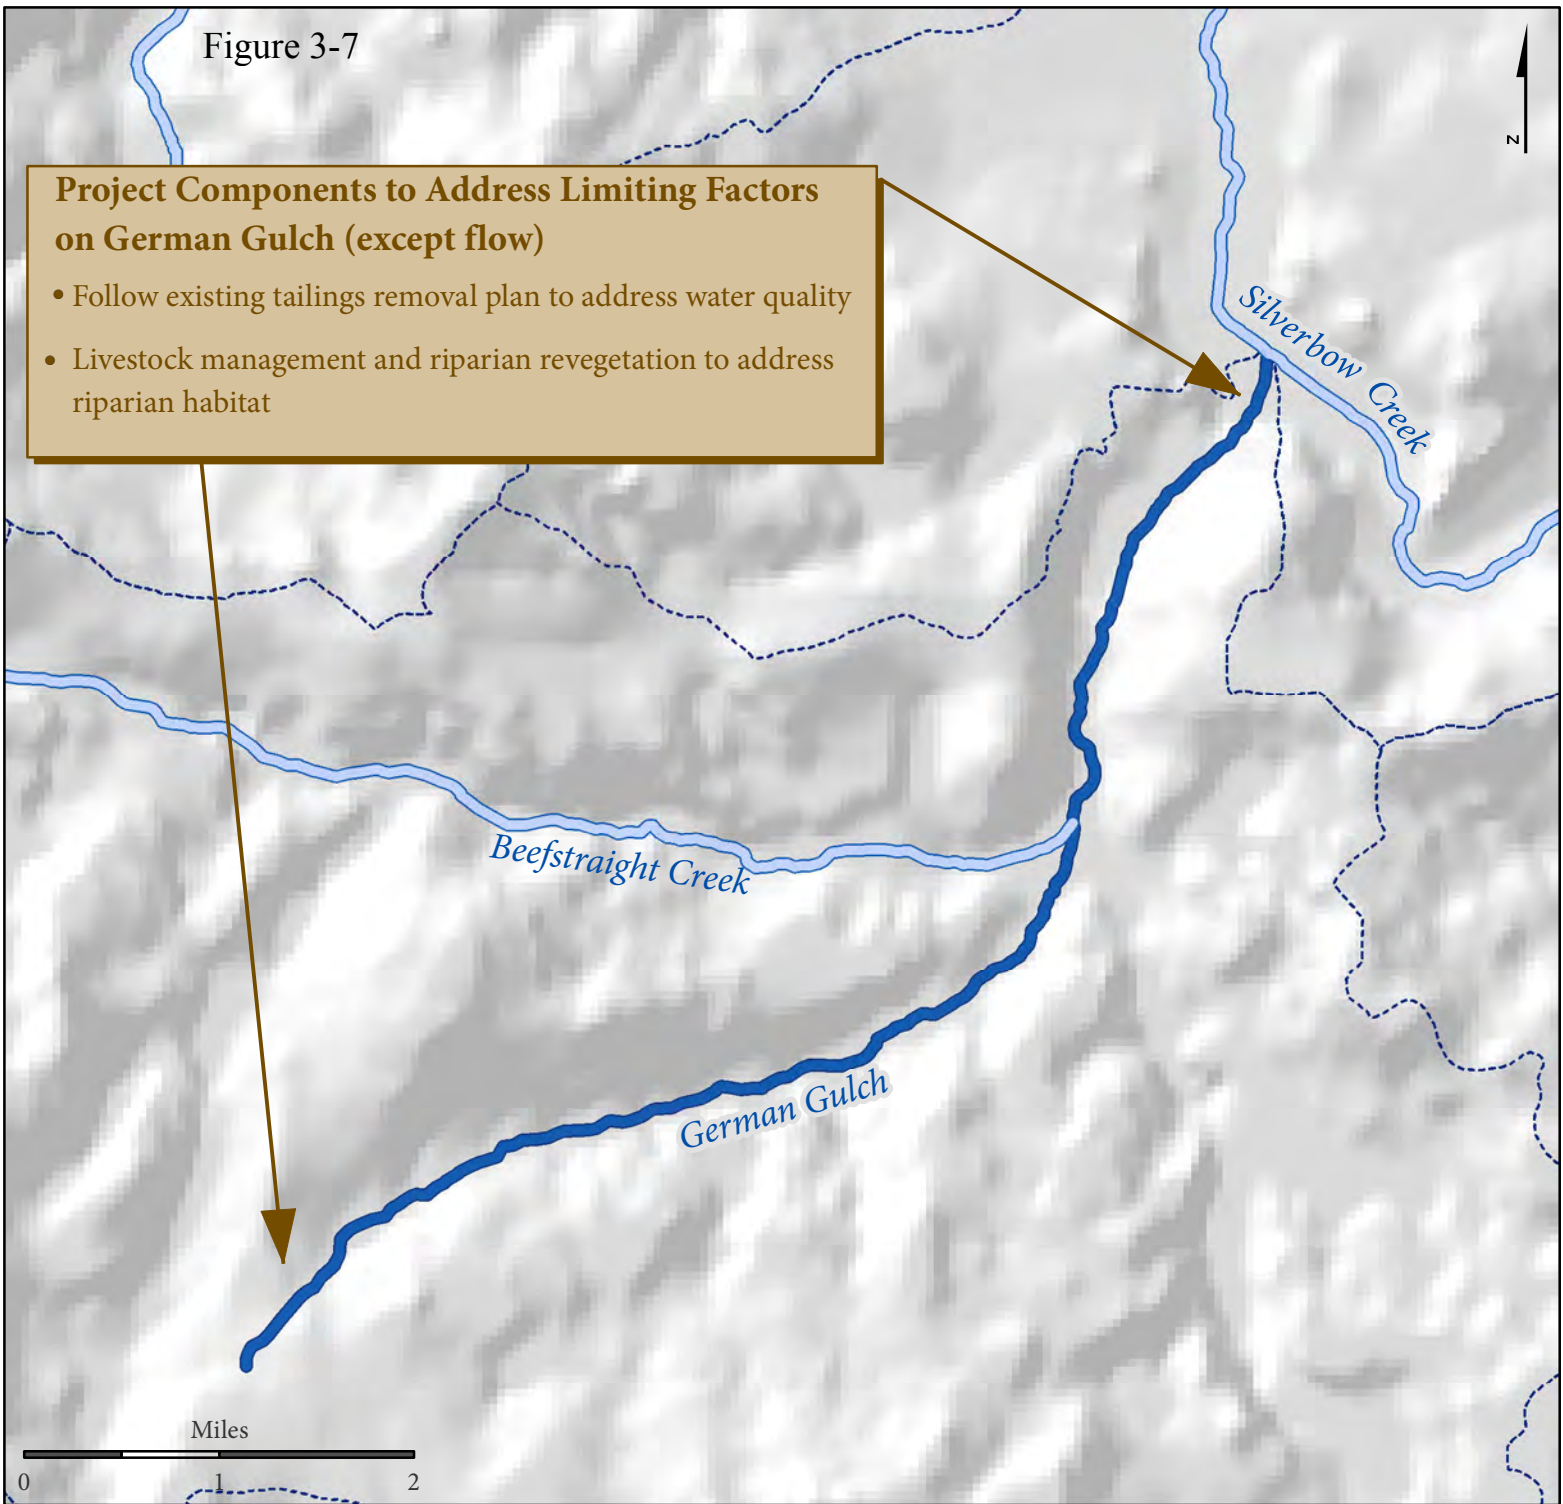 Figure 3-7
N
Project Components to Address Limiting Factors
on German Gulch (except flow)
• Follow existing tailings removal plan to address water quality
• Livestock management and riparian revegetation to address
riparian habitat
Silverbow Creek
Beefstraight Creek
German Gulch
Miles
0 1 2